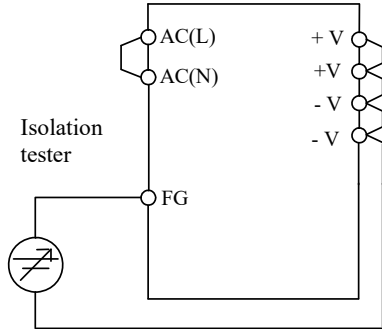 AC(L)
AC(N)
+ V
+V
- V
- V
Isolation
tester
FG